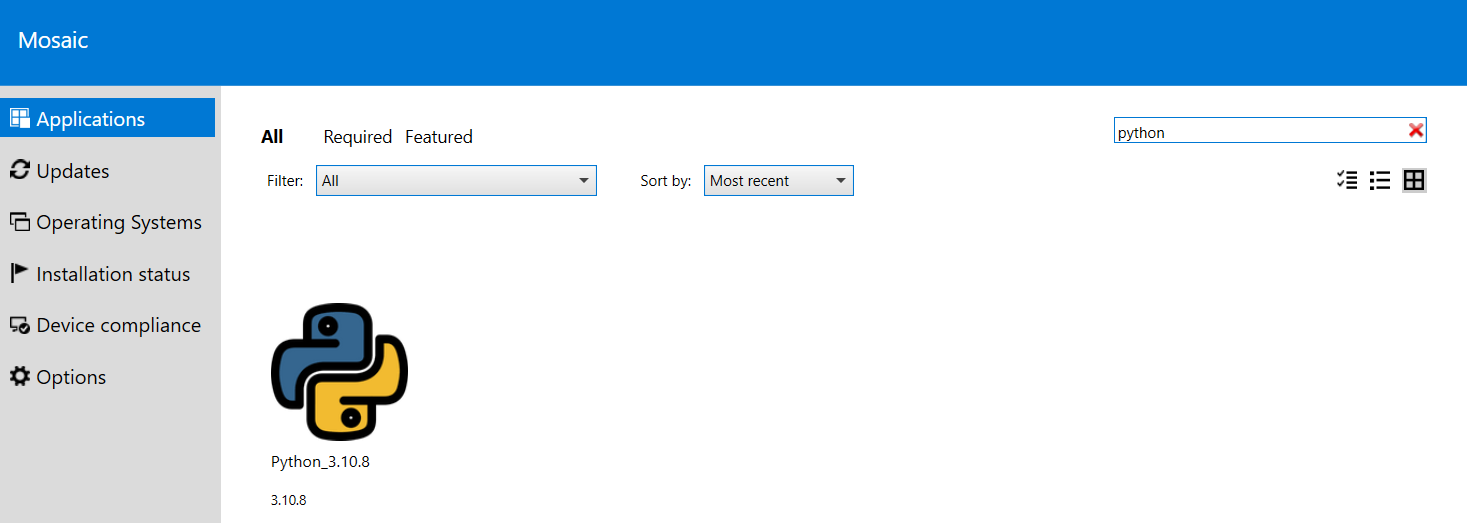 Mosaic
Applications
Updates
Operating Systems
Installation status
Device compliance
Options
All Required Featured
python
Filter: All Sort by: Most recent
Python_3.10.8
3.10.8